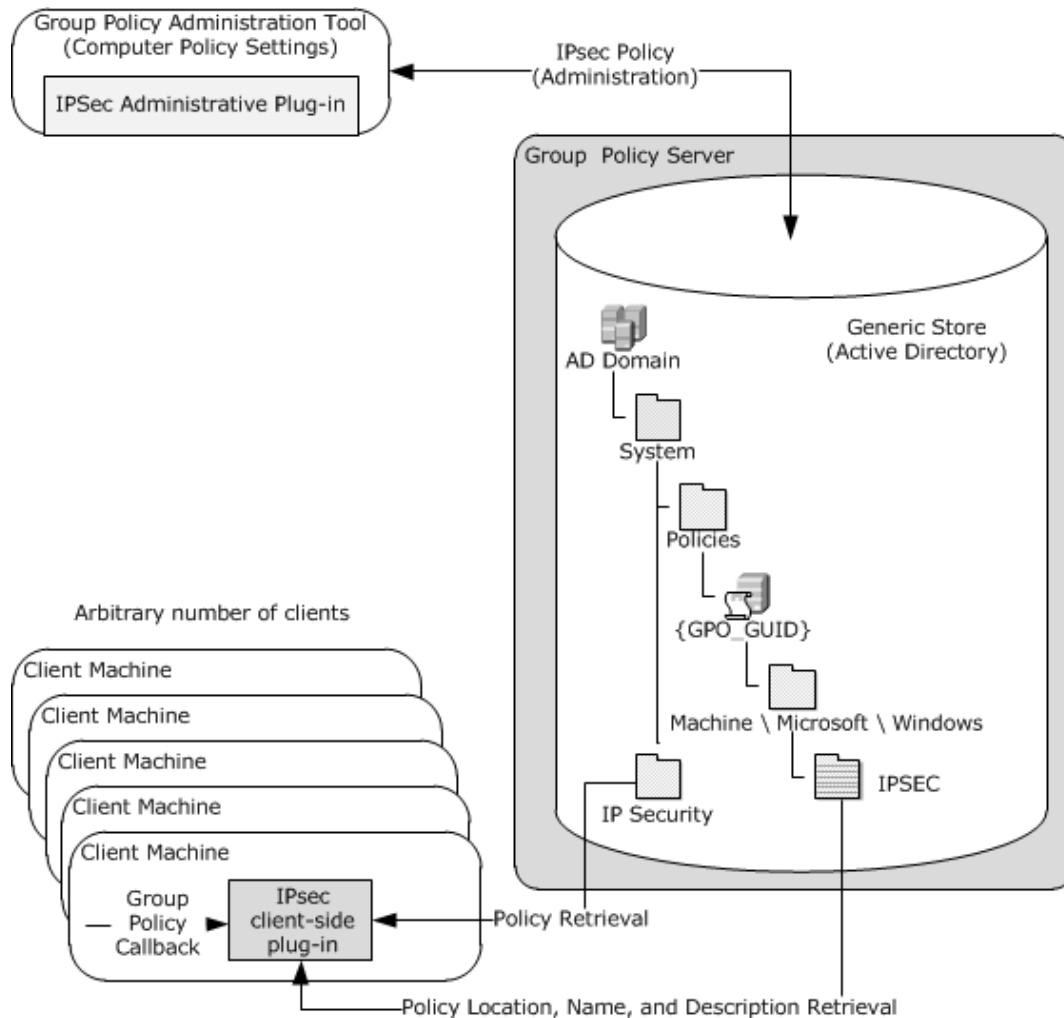 Group Policy Administration Tool
(Computer Policy Settings)
IPSec Administrative Plug-in
IPsec Policy
(Administration)
Group Policy Server
Generic Store
(Active Directory)
AD Domain
System
Policies
{GPO_GUID}
Machine \ Microsoft \ Windows
IPSEC
IP Security
Arbitrary number of clients
Client Machine
Client Machine
Client Machine
Client Machine
Client Machine
Group
Policy
Callback
IPsec
client-side
plug-in
Policy Retrieval
Policy Location, Name, and Description Retrieval